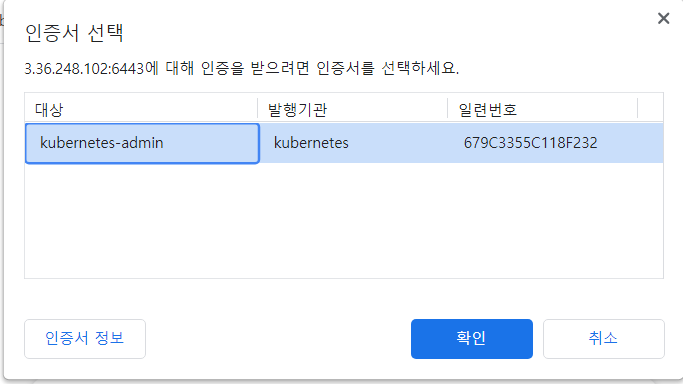 인증서 선택
3.36.248.102:6443에 대해 인증을 받으려면 인증서를 선택하세요.
대상 발행기관 일련번호
kubernetes-admin kubernetes 679C3355C118F232
인증서 정보 확인 취소